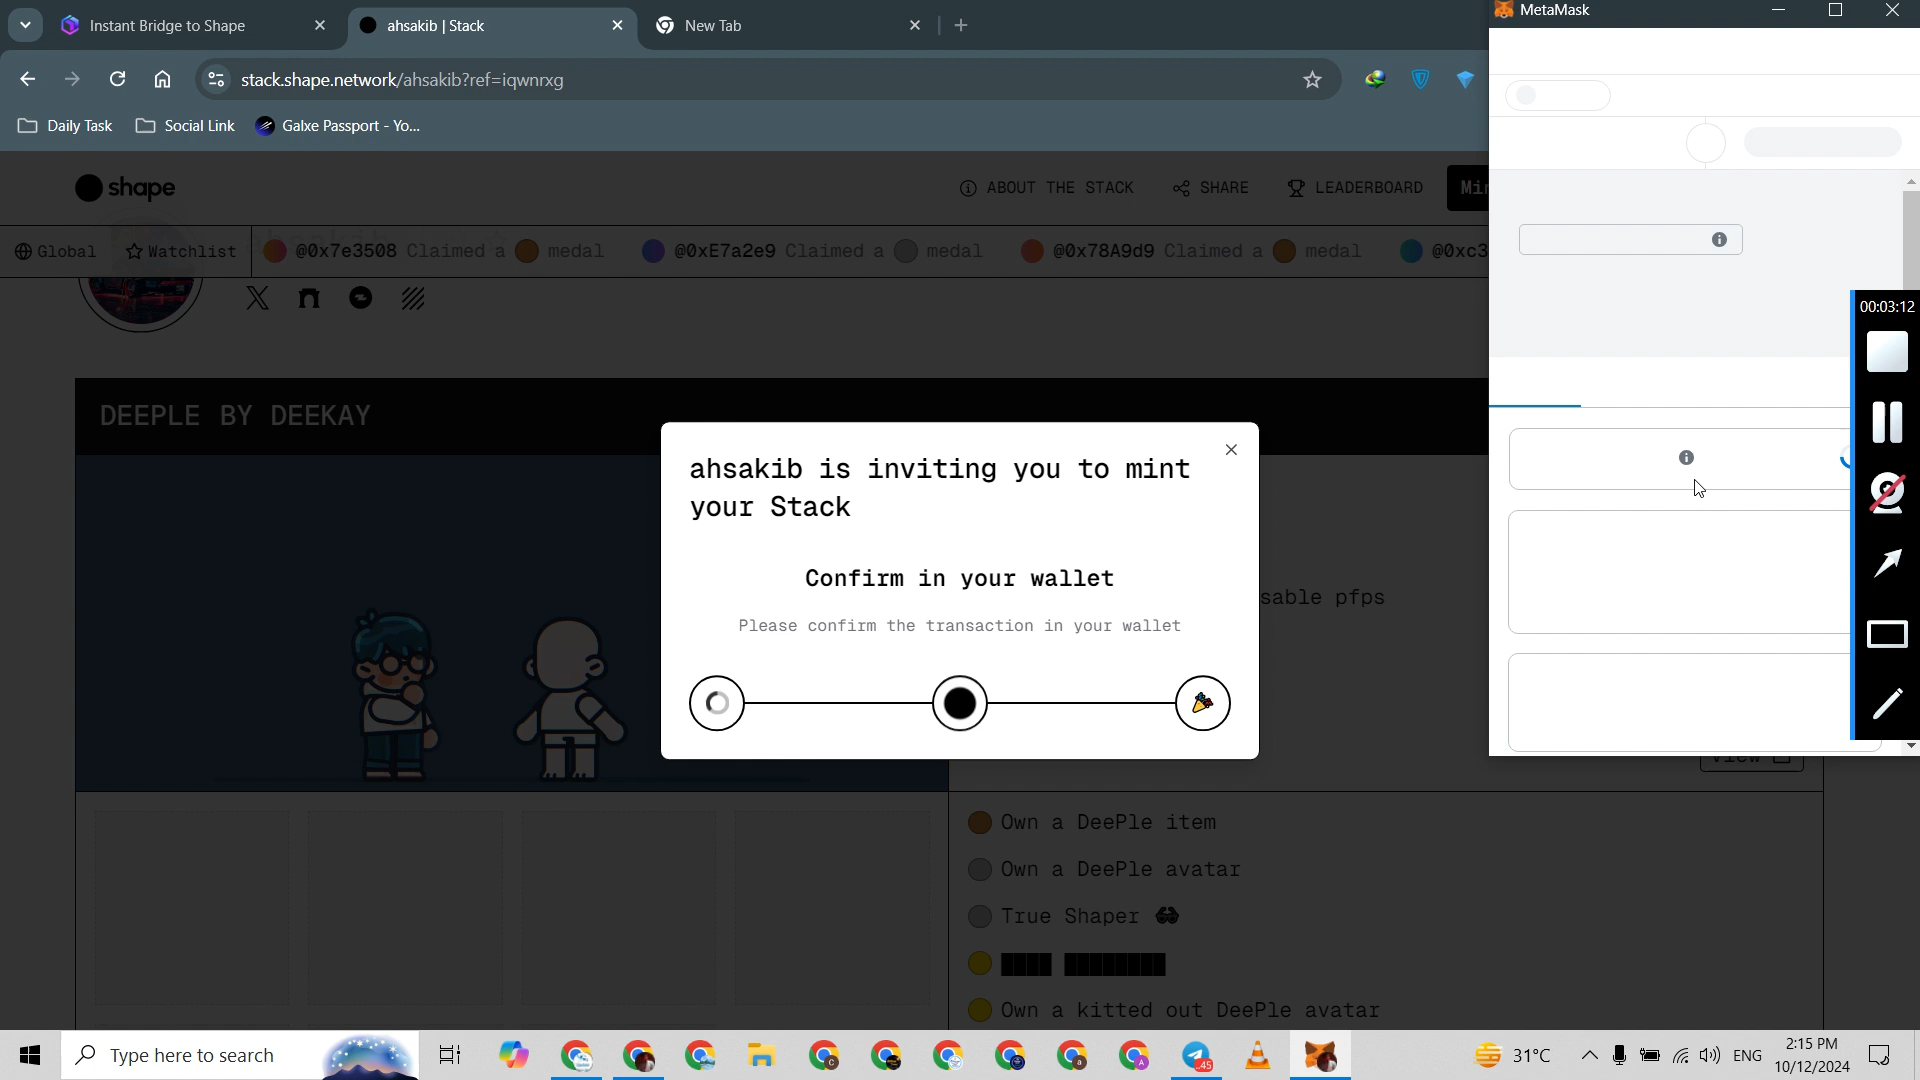 Instant Bridge to Shape
ahsakib | Stack
New Tab
MetaMask
stack.shape.network/ahsakib?ref=iqwnrxg
Daily Task
Social Link
Galxe Passport - Yo...
shape
ABOUT THE STACK
SHARE
LEADERBOARD
Min
Global
Watchlist
@0x7e3508 Claimed a medal
@0xE7a2e9 Claimed a medal
@0x78A9d9 Claimed a medal
@0xc3
00:03:12
DEEPLE BY DEEKAY
ahsakib is inviting you to mint
your Stack
Confirm in your wallet
Please confirm the transaction in your wallet
sable pfps
View
Own a DeePle item
Own a DeePle avatar
True Shaper
Own a kitted out DeePle avatar
Type here to search
.45
31°C
ENG
2:15 PM
10/12/2024